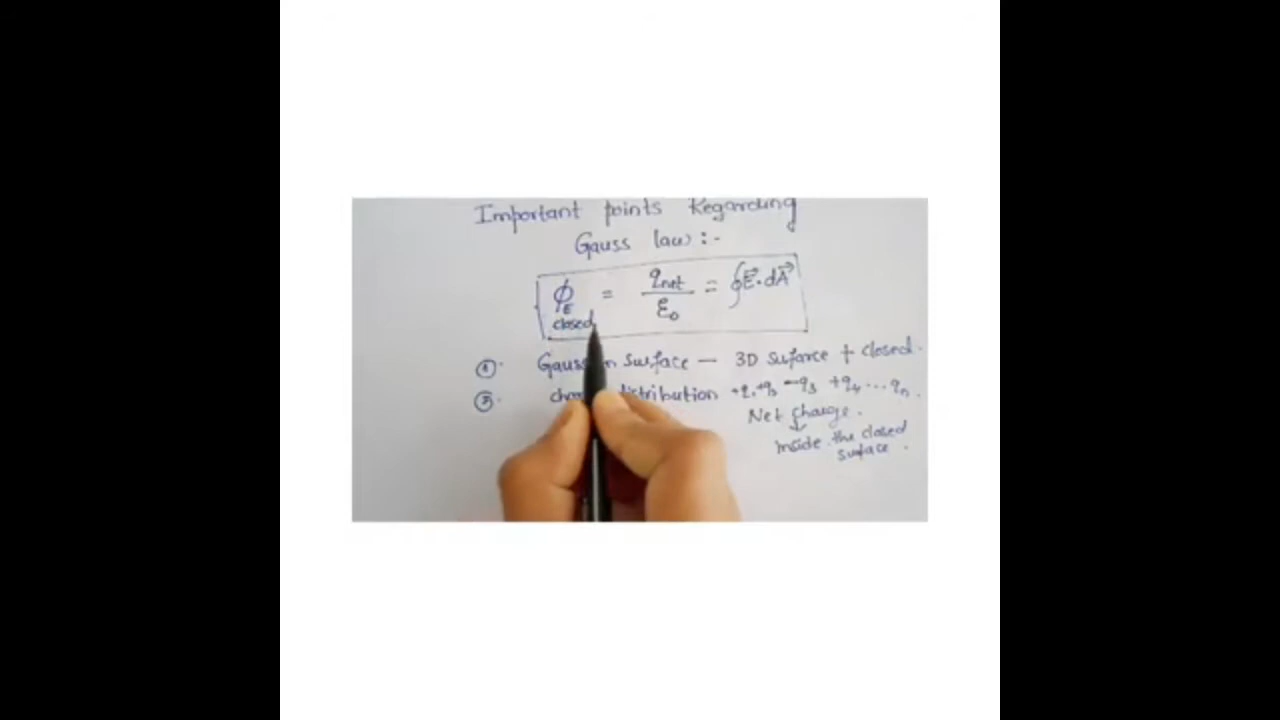 Important points Regarding
Gauss law :-
ϕE closed = qnet / ε0 = ∮E⃗·dA⃗
①· Gauss n surface — 3D surface + closed.
②· distribution +q1+q2 -q3 +q4 ... qn.
Net charge.
↓
inside the closed
surface.